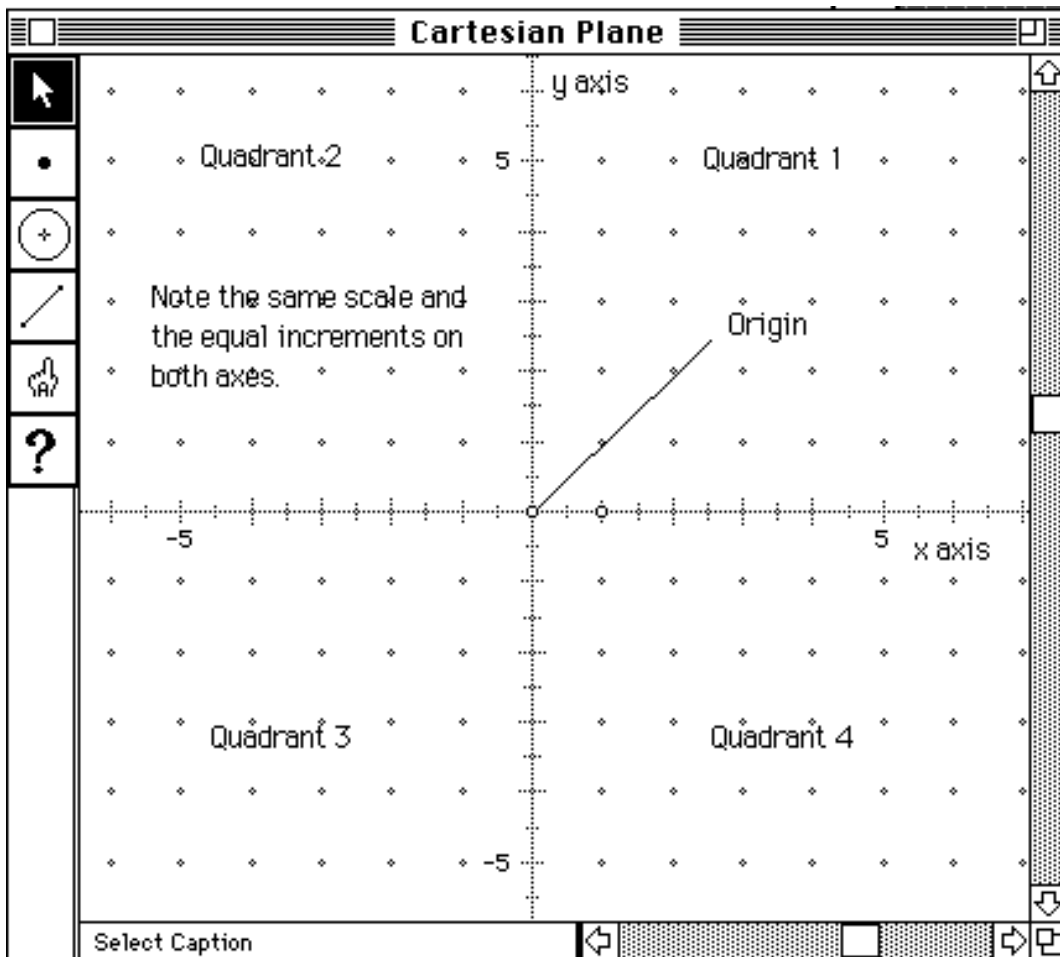 Cartesian Plane
y axis
Quadrant 2
5
Quadrant 1
Note the same scale and
the equal increments on
both axes.
Origin
A
?
-5
5
x axis
Quadrant 3
Quadrant 4
-5
Select Caption